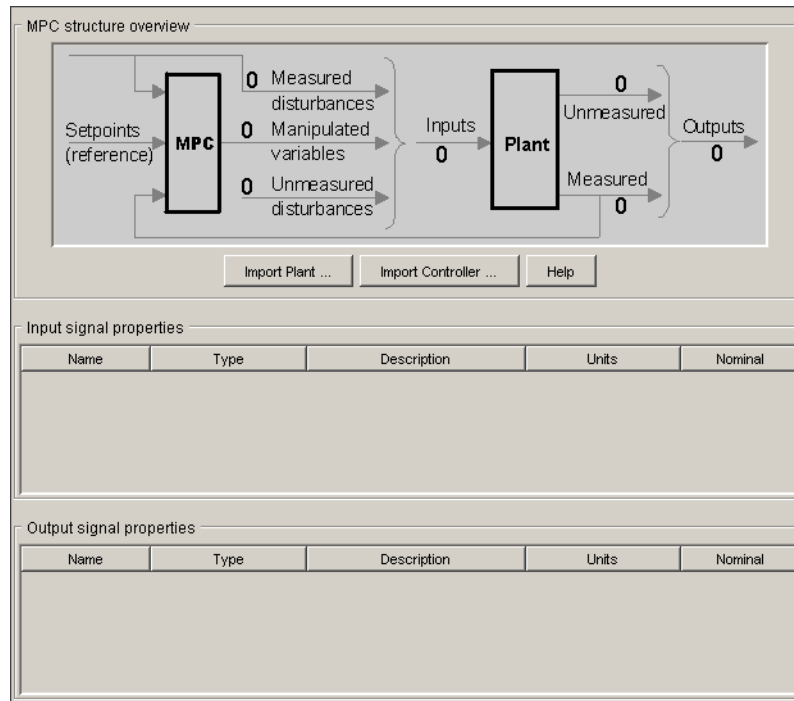 MPC structure overview
0 Measured
disturbances
Setpoints
(reference)
MPC
0 Manipulated
variables
0 Unmeasured
disturbances
Inputs
0
Plant
0
Unmeasured
Measured
0
Outputs
0
Import Plant ...
Import Controller ...
Help
Input signal properties
Name Type Description Units Nominal
Output signal properties
Name Type Description Units Nominal